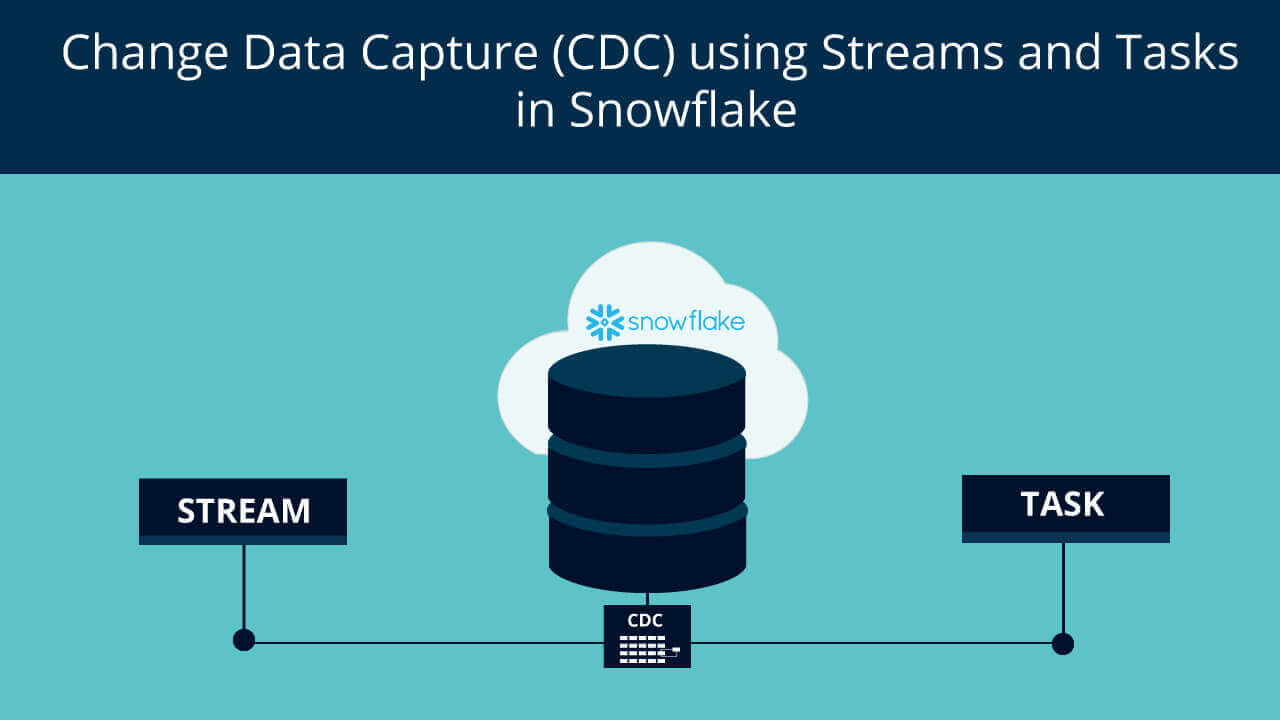 Change Data Capture (CDC) using Streams and Tasks
in Snowflake
snowflake
STREAM
TASK
CDC